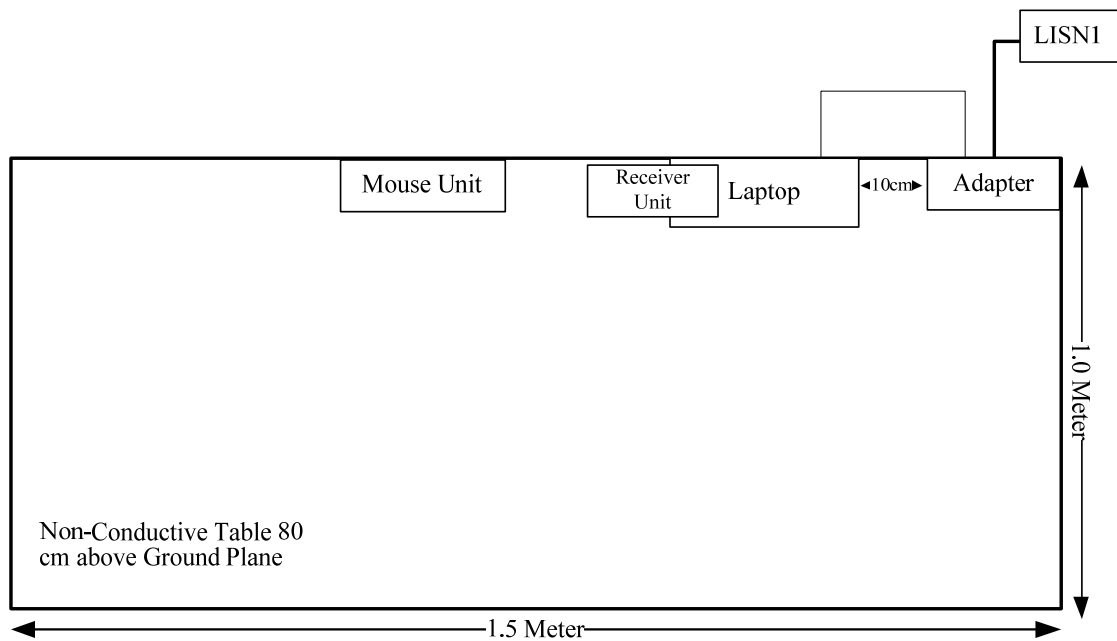 LISN1
Mouse Unit
Receiver
Unit
Laptop
10cm
Adapter
1.0 Meter
Non-Conductive Table 80
cm above Ground Plane
1.5 Meter